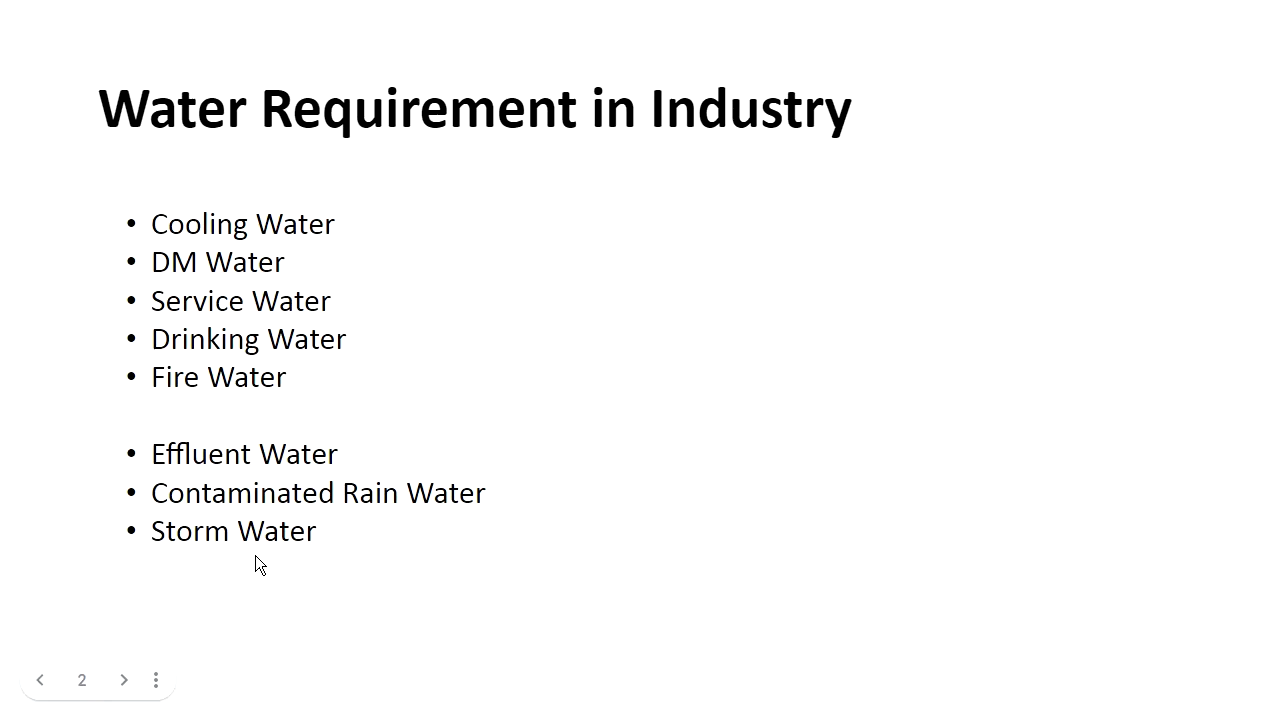 Water Requirement in Industry
• Cooling Water
• DM Water
• Service Water
• Drinking Water
• Fire Water
• Effluent Water
• Contaminated Rain Water
• Storm Water
2